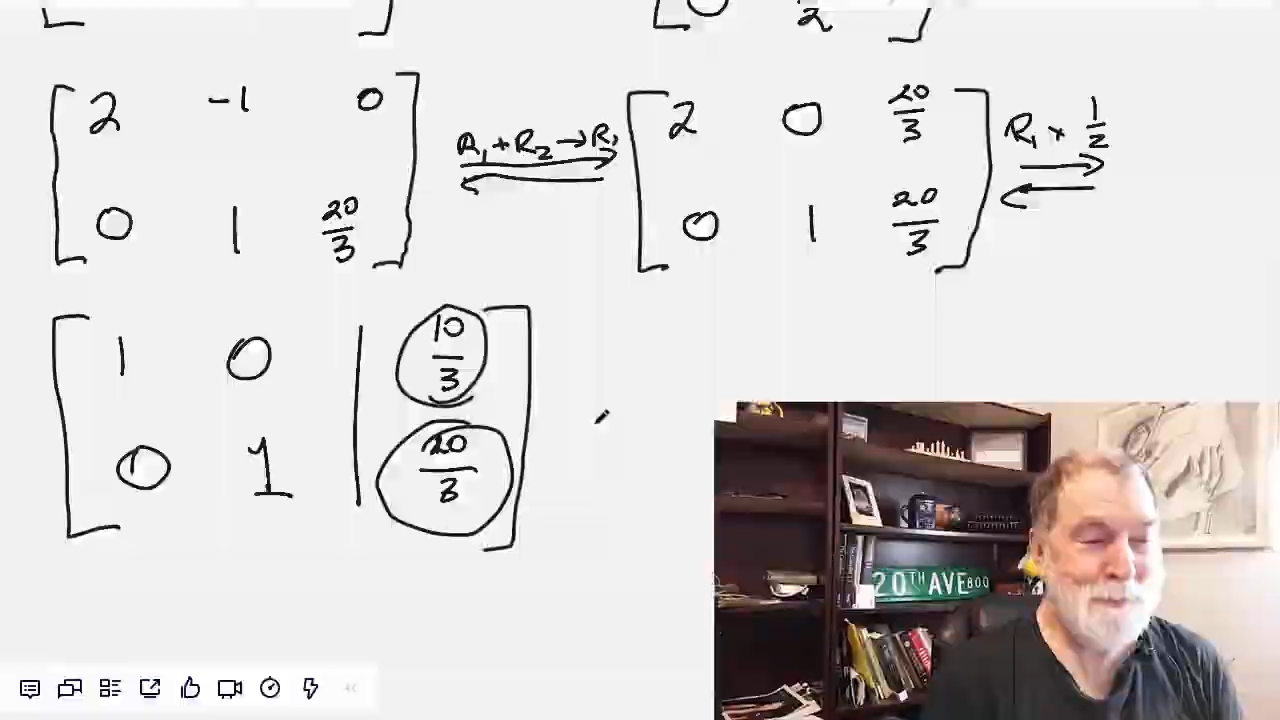 2
2 -1 0
0 1 20/3
R₁ + R₂ → R₁
2 0 20/3
0 1 20/3
R₁ × 1/2
1 0 | 10/3
0 1 | 20/3
20TH AVE 800